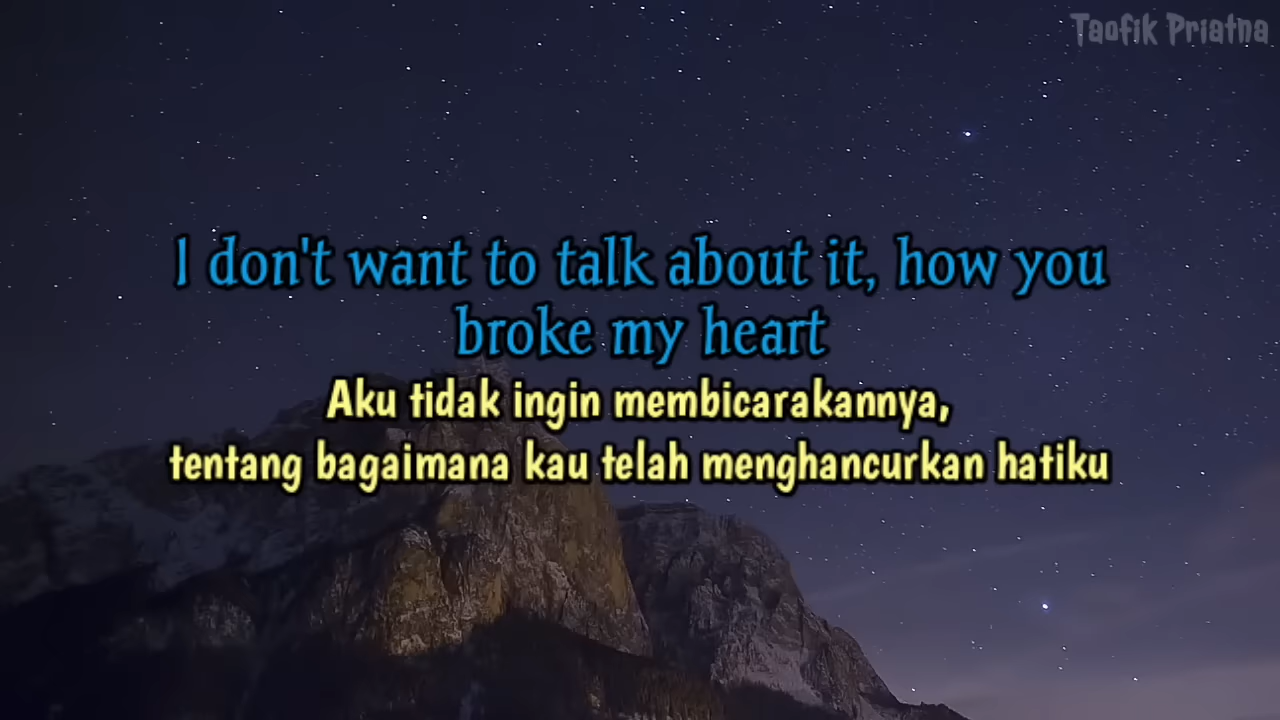 Taofik Priatna
I don't want to talk about it, how you
broke my heart
Aku tidak ingin membicarakannya,
tentang bagaimana kau telah menghancurkan hatiku